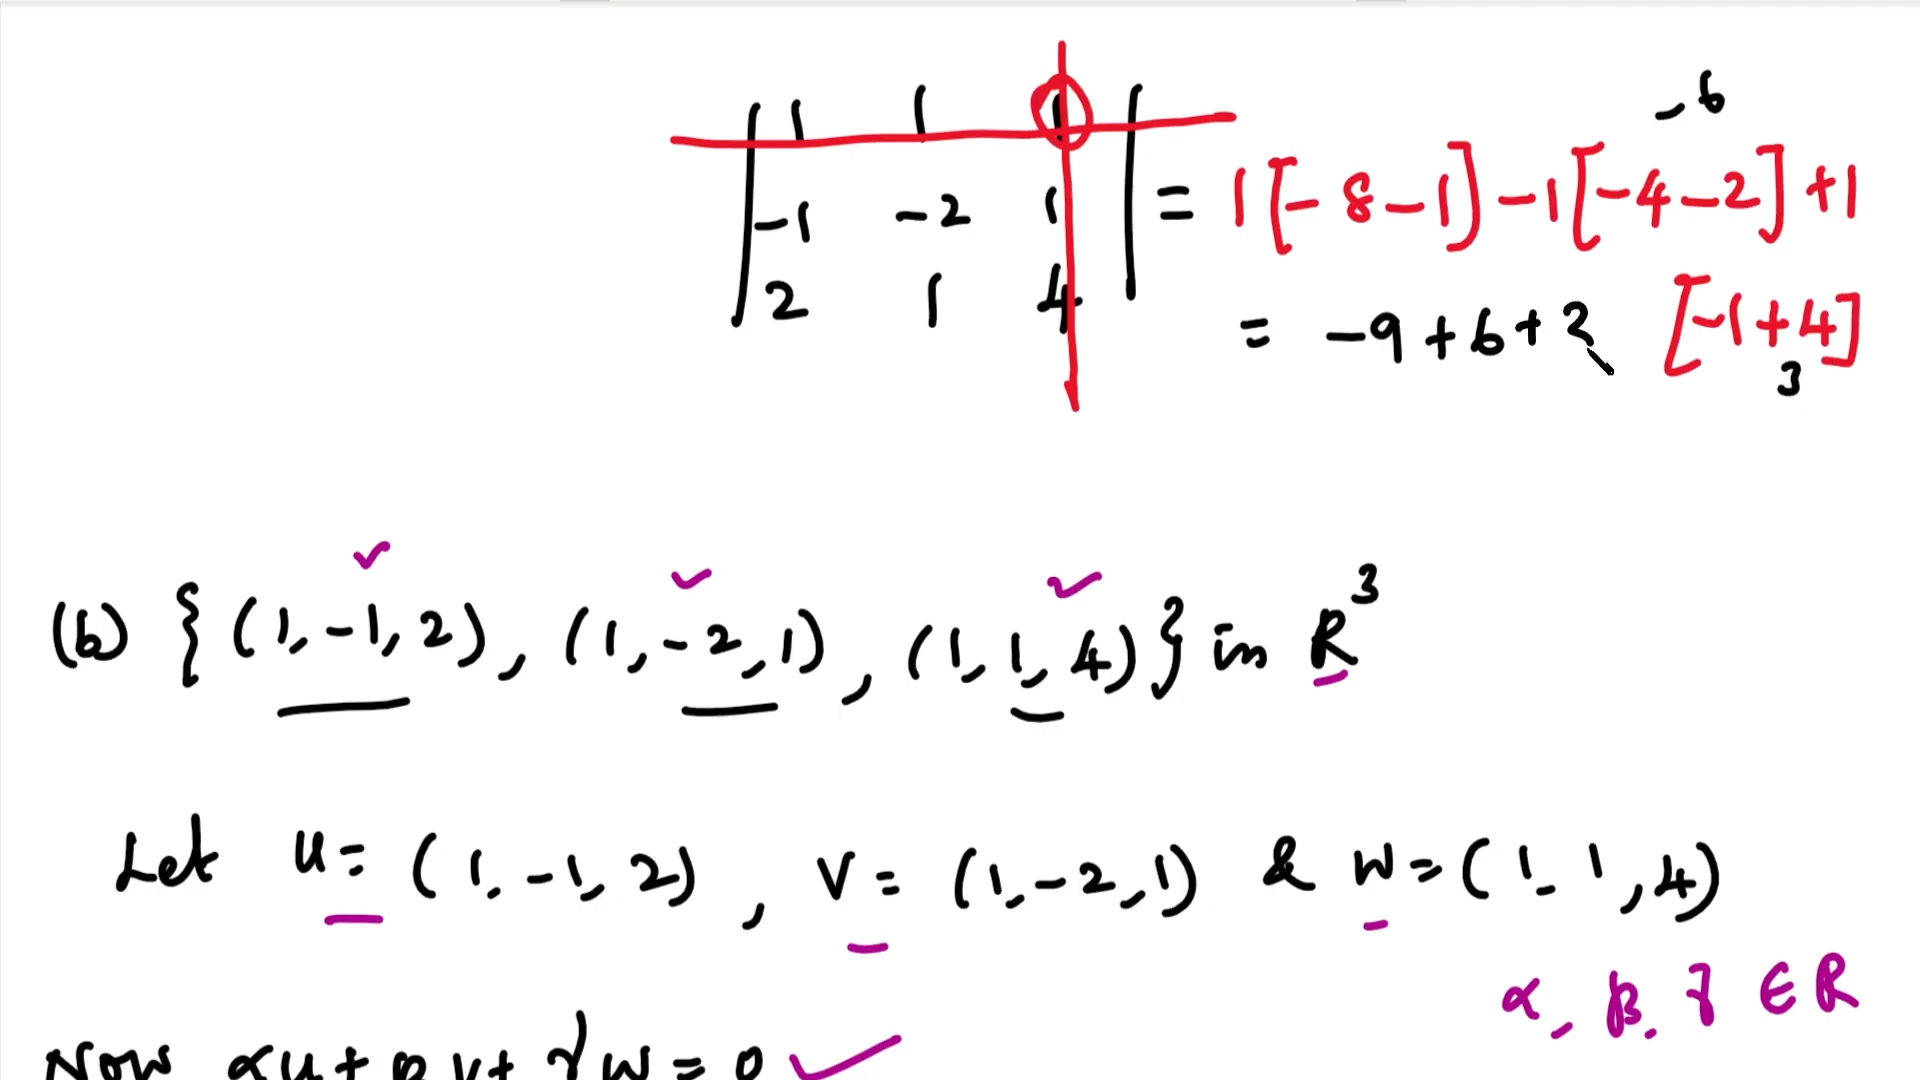 | 1 1 1 |
| -1 -2 1 | = 1[-8-1] -1[-4-2] +1
-6
| 2 1 4 | = -9+6+3 [-1+4]
3
(b) {(1,-1,2), (1,-2,1), (1,1,4)} in R³
Let u = (1,-1,2), v = (1,-2,1) & w = (1,1,4)
α, β, γ ∈ R
Now αu + βv + γw = 0